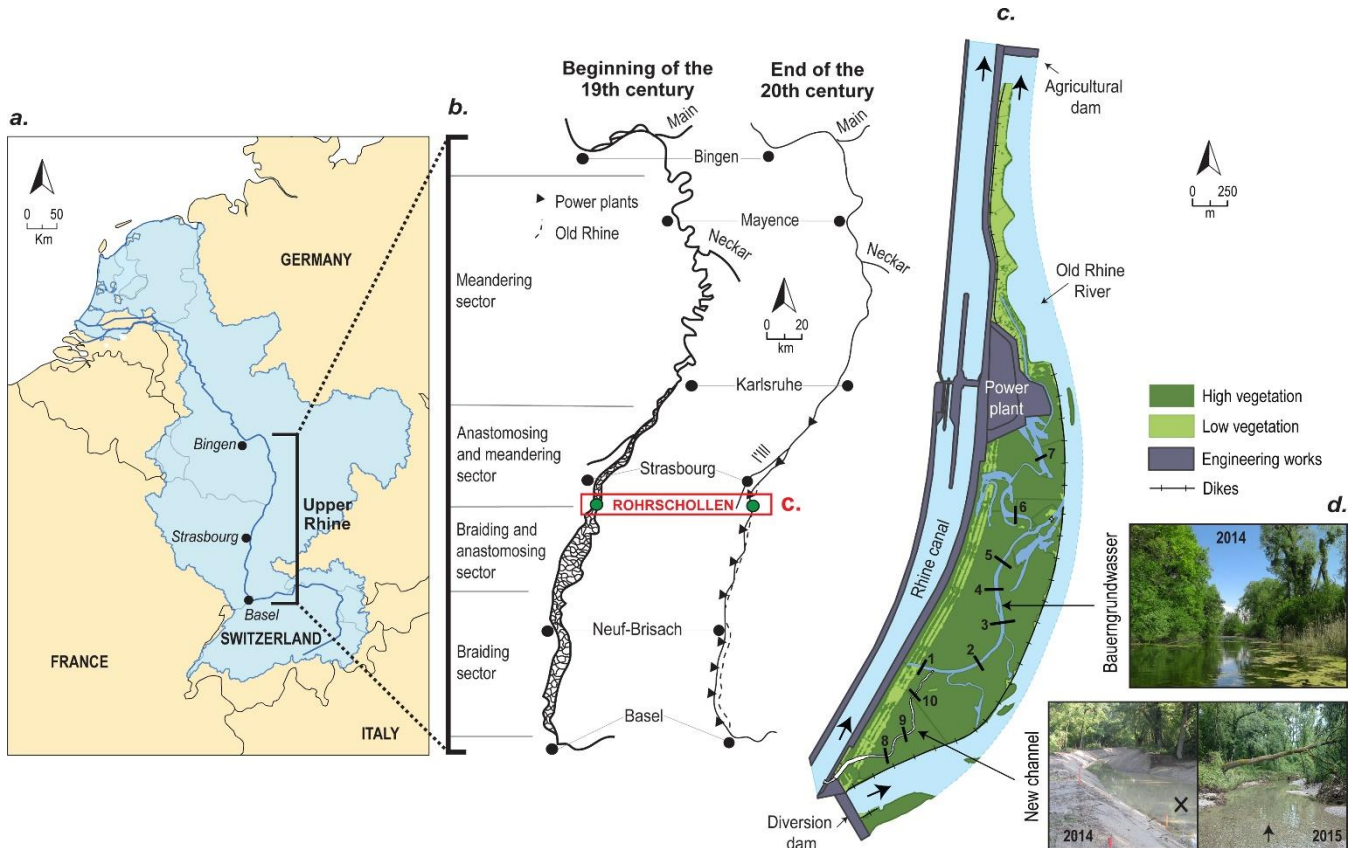 a.
0 50
Km
GERMANY
Bingen
Upper
Rhine
Strasbourg
Basel
SWITZERLAND
FRANCE
ITALY
b.
Beginning of the
19th century
End of the
20th century
Main
Main
Bingen
Power plants
Old Rhine
Mayence
Neckar
Neckar
Meandering
sector
0 20
km
Karlsruhe
Anastomosing
and meandering
sector
l'Ill
Strasbourg
ROHRSCHOLLEN
c.
Braiding and
anastomosing
sector
Neuf-Brisach
Braiding
sector
Basel
c.
Agricultural
dam
0 250
m
Old Rhine
River
Power
plant
High vegetation
Low vegetation
Engineering works
Dikes
Rhine canal
7
6
5
4
3
2
1
10
9
8
Bauerngrundwasser
New channel
Diversion
dam
d.
2014
2014
2015